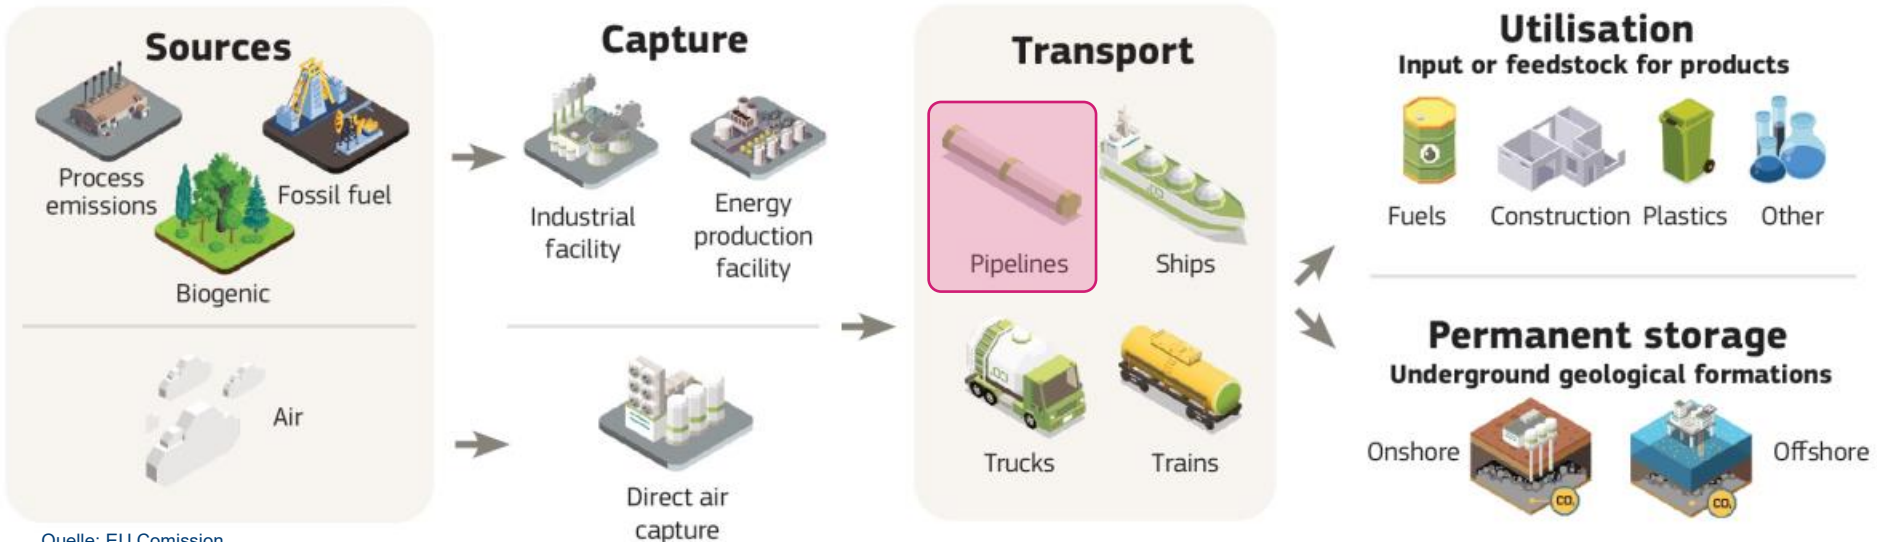 Sources
Process
emissions
Fossil fuel
Biogenic
Air
Capture
Industrial
facility
Energy
production
facility
Direct air
capture
Transport
Pipelines
Ships
Trucks
Trains
Utilisation
Input or feedstock for products
Fuels
Construction
Plastics
Other
Permanent storage
Underground geological formations
Onshore
CO₂
Offshore
CO₂
Quelle: EU Comission